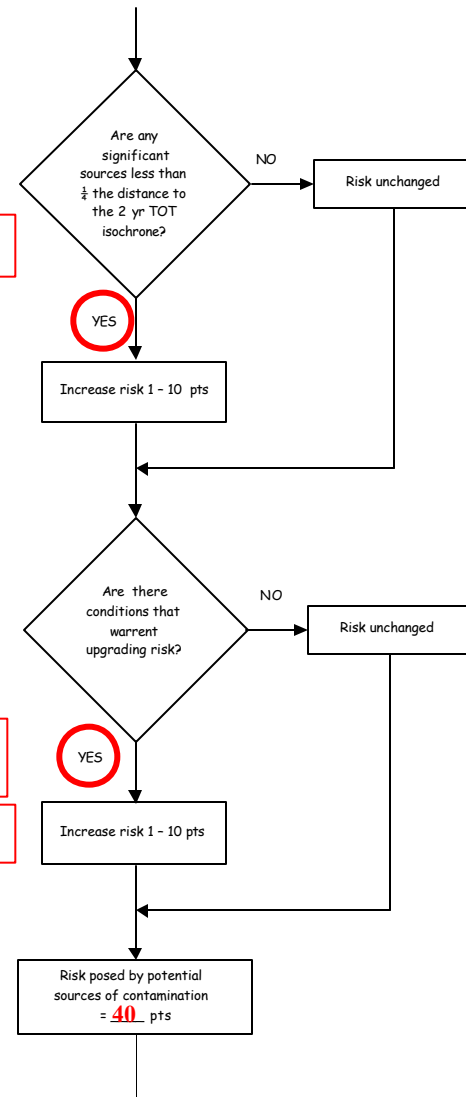 Are any
significant
sources less than
¼ the distance to
the 2 yr TOT
isochrone?
NO
Risk unchanged
YES
Increase risk 1 – 10 pts
Are there
conditions that
warrent
upgrading risk?
NO
Risk unchanged
YES
Increase risk 1 – 10 pts
Risk posed by potential
sources of contamination
= 40 pts